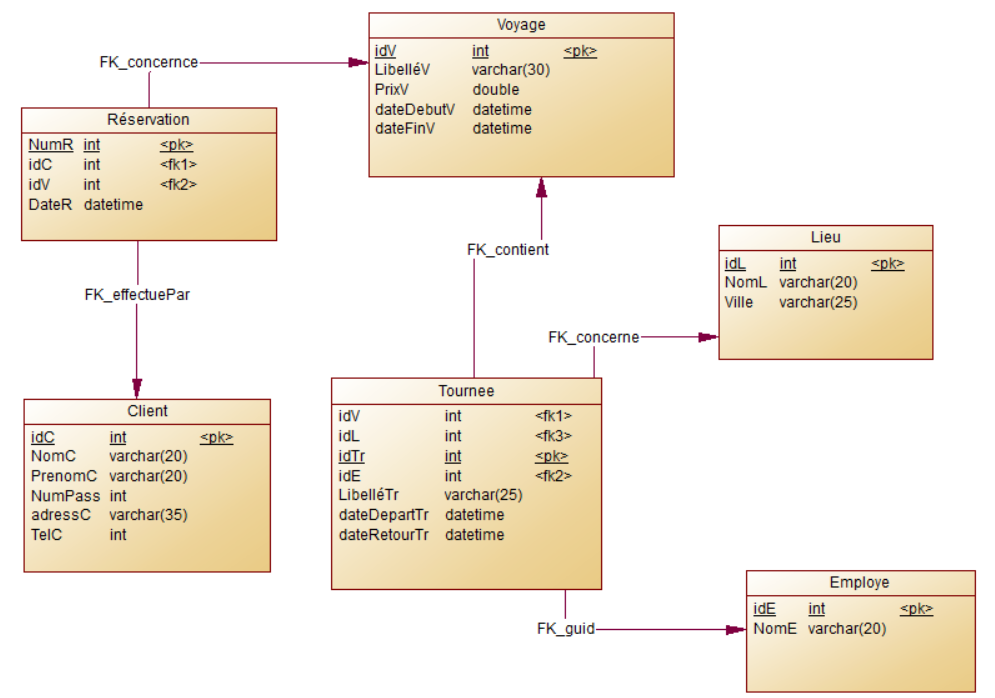 Voyage
idV int <pk>
LibelléV varchar(30)
PrixV double
dateDebutV datetime
dateFinV datetime
FK_concernce
Réservation
NumR int <pk>
idC int <fk1>
idV int <fk2>
DateR datetime
FK_contient
Lieu
idL int <pk>
NomL varchar(20)
Ville varchar(25)
FK_effectuePar
FK_concerne
Client
idC int <pk>
NomC varchar(20)
PrenomC varchar(20)
NumPass int
adressC varchar(35)
TelC int
Tournee
idV int <fk1>
idL int <fk3>
idTr int <pk>
idE int <fk2>
LibelléTr varchar(25)
dateDepartTr datetime
dateRetourTr datetime
FK_guid
Employe
idE int <pk>
NomE varchar(20)